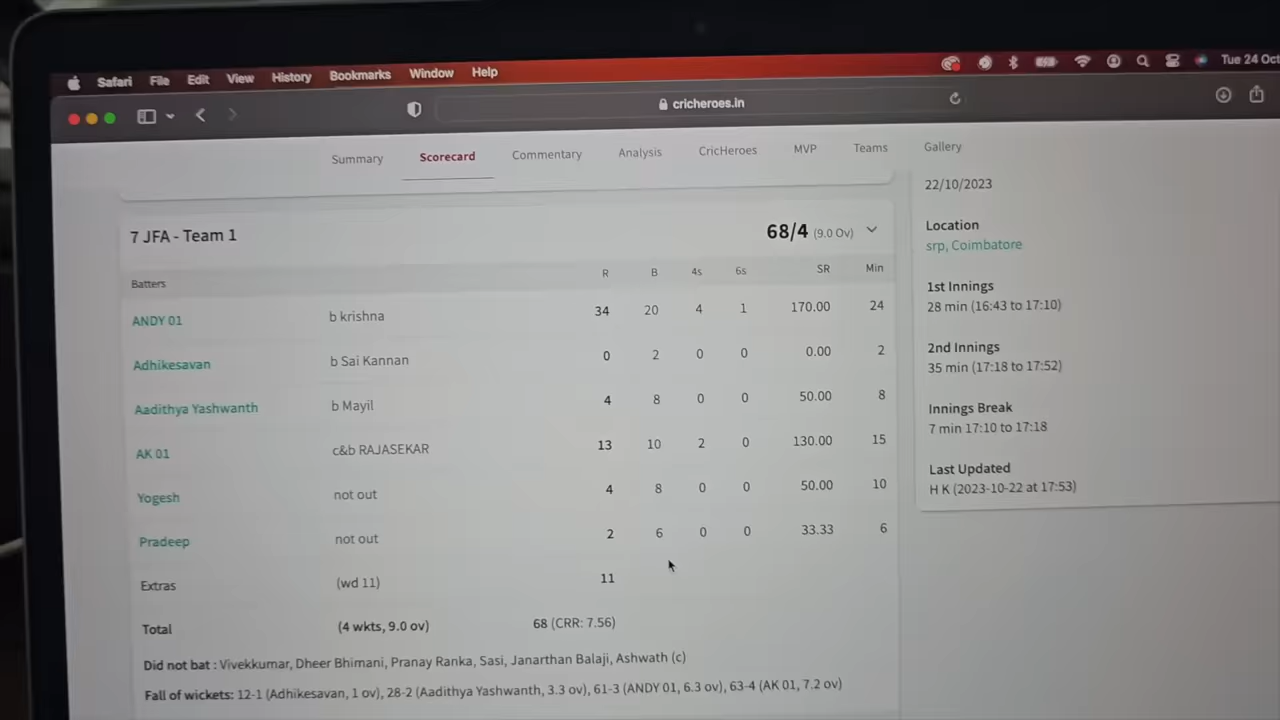 Safari File Edit View History Bookmarks Window Help Tue 24 Oct
cricheroes.in
Summary Scorecard Commentary Analysis CricHeroes MVP Teams Gallery
7 JFA - Team 1 68/4 (9.0 Ov)
Batters R B 4s 6s SR Min
ANDY 01 b krishna 34 20 4 1 170.00 24
Adhikesavan b Sai Kannan 0 2 0 0 0.00 2
Aadithya Yashwanth b Mayil 4 8 0 0 50.00 8
AK 01 c&b RAJASEKAR 13 10 2 0 130.00 15
Yogesh not out 4 8 0 0 50.00 10
Pradeep not out 2 6 0 0 33.33 6
Extras (wd 11) 11
Total (4 wkts, 9.0 ov) 68 (CRR: 7.56)
Did not bat : Vivekkumar, Dheer Bhimani, Pranay Ranka, Sasi, Janarthan Balaji, Ashwath (c)
Fall of wickets: 12-1 (Adhikesavan, 1 ov), 28-2 (Aadithya Yashwanth, 3.3 ov), 61-3 (ANDY 01, 6.3 ov), 63-4 (AK 01, 7.2 ov)
22/10/2023
Location
srp, Coimbatore
1st Innings
28 min (16:43 to 17:10)
2nd Innings
35 min (17:18 to 17:52)
Innings Break
7 min 17:10 to 17:18
Last Updated
H K (2023-10-22 at 17:53)